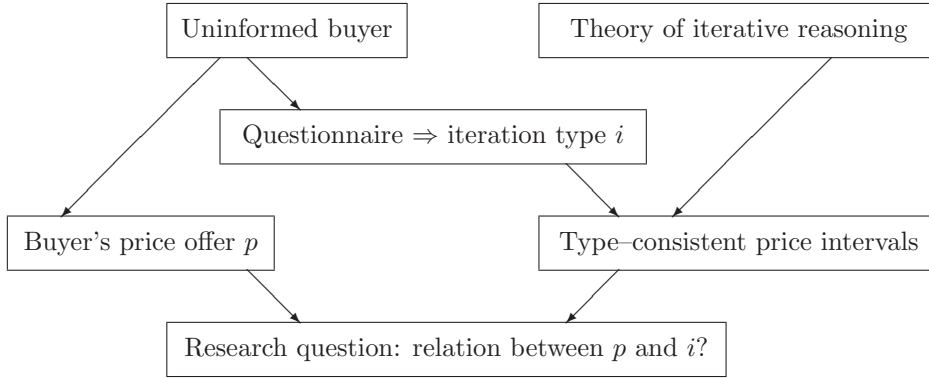 Uninformed buyer
Theory of iterative reasoning
Questionnaire ⇒ iteration type i
Buyer's price offer p
Type–consistent price intervals
Research question: relation between p and i?